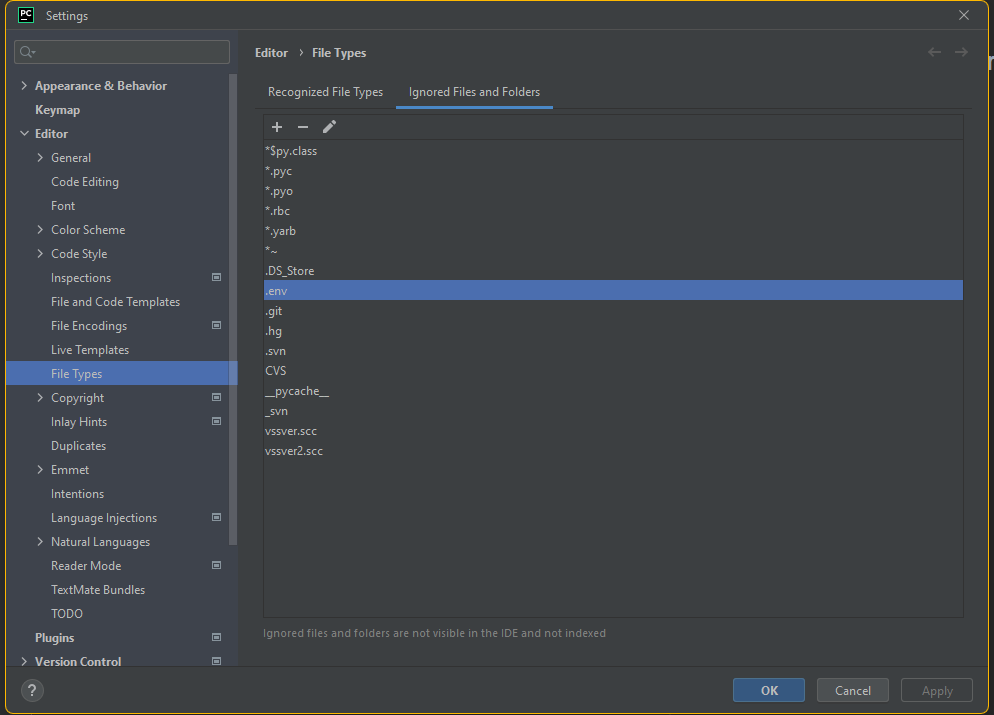 PC Settings
Appearance & Behavior
Keymap
Editor
General
Code Editing
Font
Color Scheme
Code Style
Inspections
File and Code Templates
File Encodings
Live Templates
File Types
Copyright
Inlay Hints
Duplicates
Emmet
Intentions
Language Injections
Natural Languages
Reader Mode
TextMate Bundles
TODO
Plugins
Version Control
Editor › File Types
Recognized File Types Ignored Files and Folders
*$py.class
*.pyc
*.pyo
*.rbc
*.yarb
*~
.DS_Store
.env
.git
.hg
.svn
CVS
__pycache__
_svn
vssver.scc
vssver2.scc
Ignored files and folders are not visible in the IDE and not indexed
? OK Cancel Apply